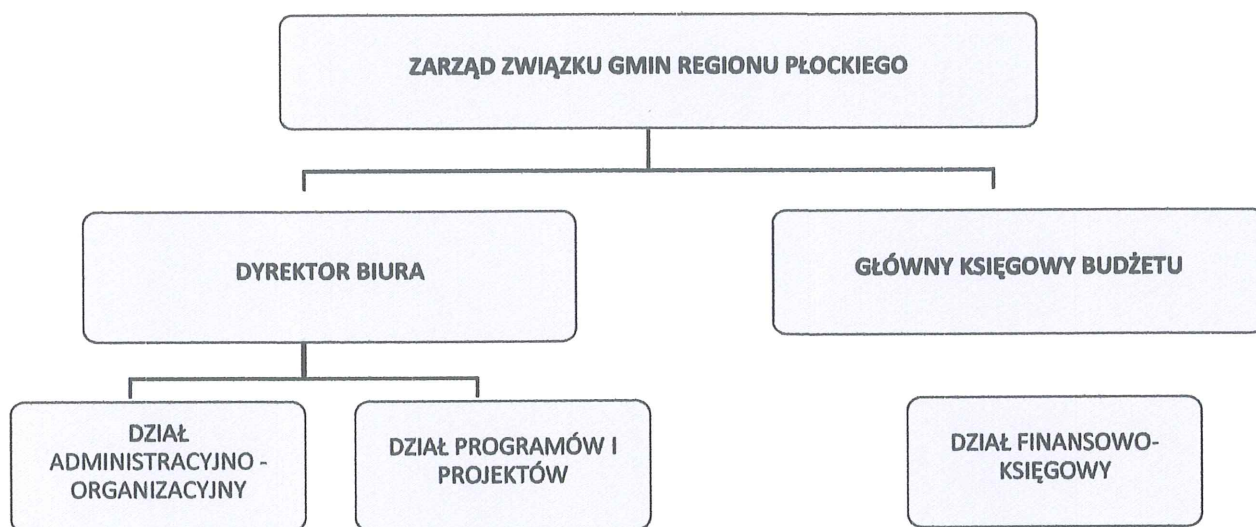 ZARZĄD ZWIĄZKU GMIN REGIONU PŁOCKIEGO
DYREKTOR BIURA
GŁÓWNY KSIĘGOWY BUDŻETU
DZIAŁ
ADMINISTRACYJNO -
ORGANIZACYJNY
DZIAŁ PROGRAMÓW I
PROJEKTÓW
DZIAŁ FINANSOWO-
KSIĘGOWY